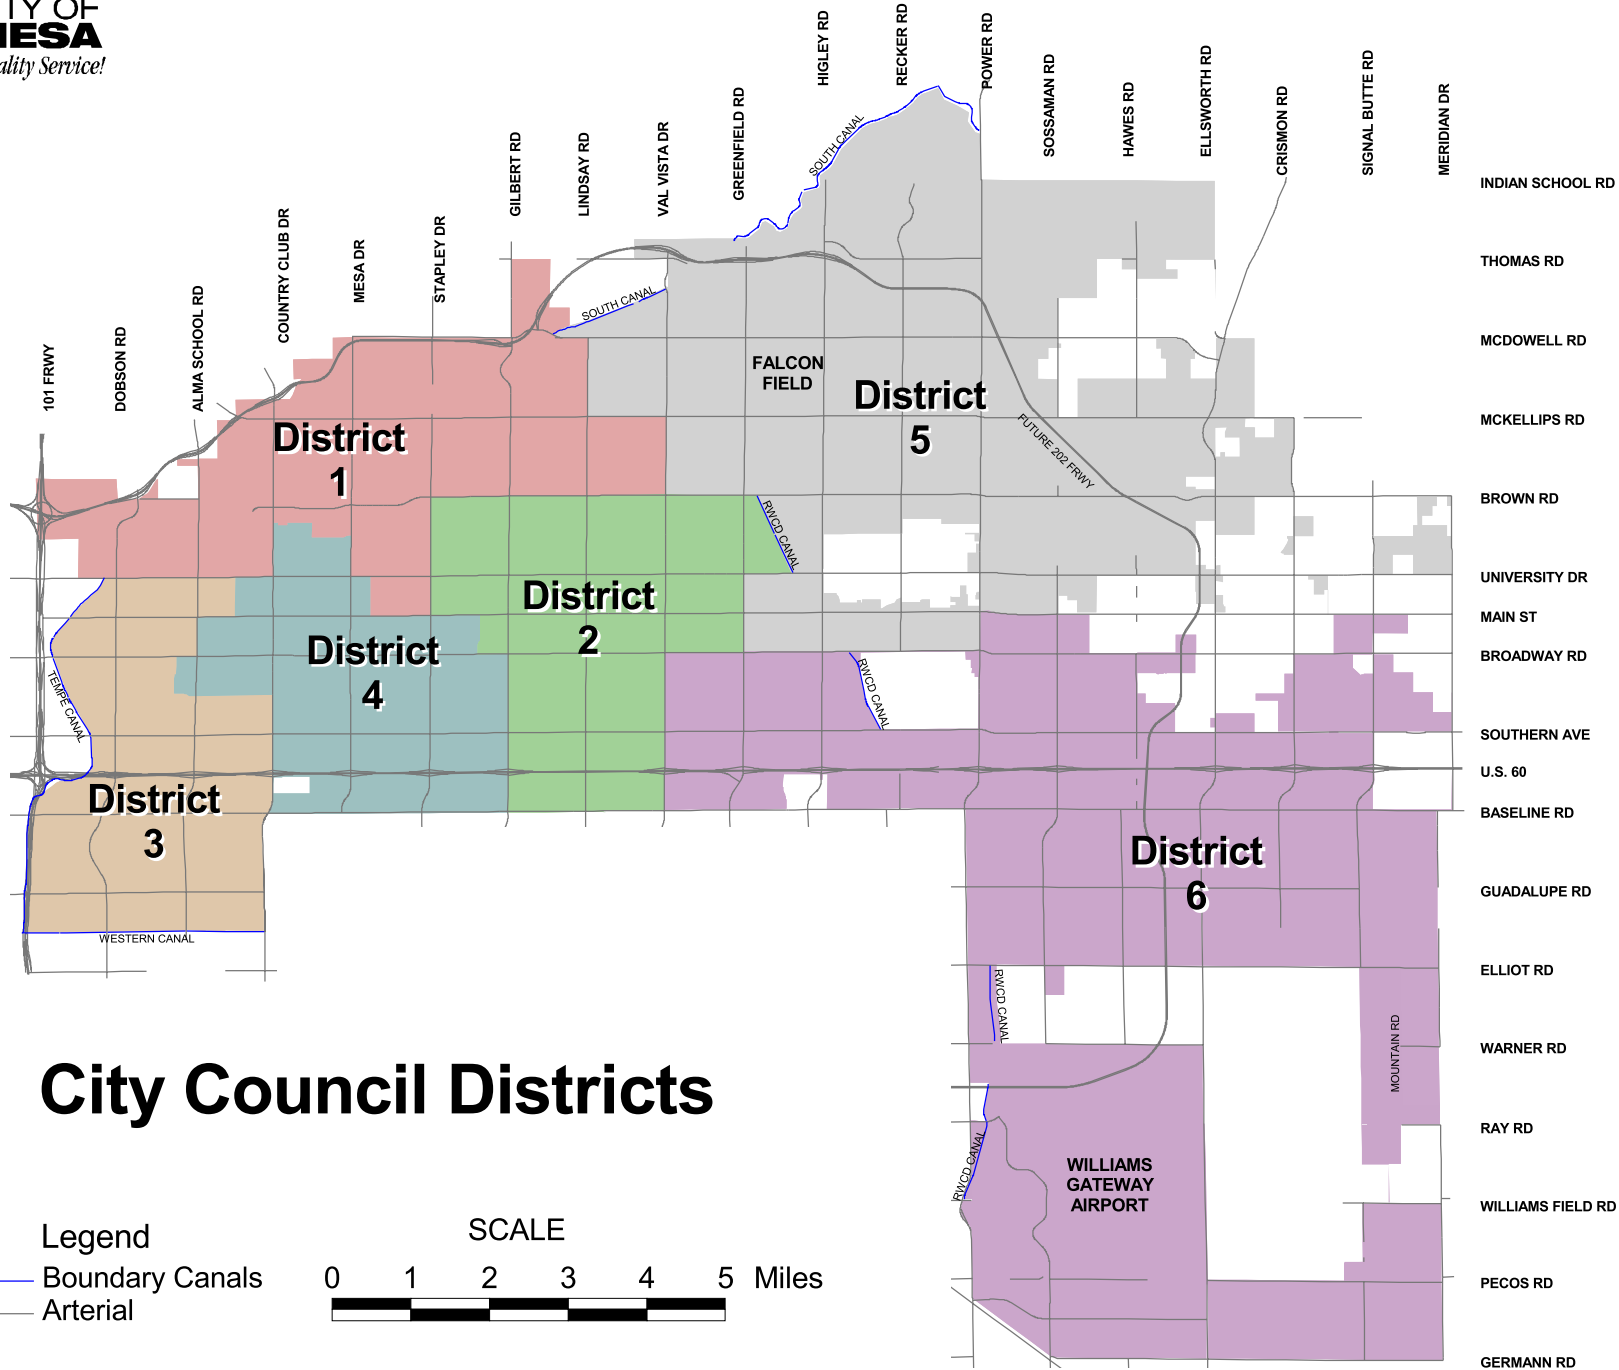 TY OF
MESA
ality Service!
101 FRWY
DOBSON RD
ALMA SCHOOL RD
COUNTRY CLUB DR
MESA DR
STAPLEY DR
GILBERT RD
LINDSAY RD
VAL VISTA DR
GREENFIELD RD
HIGLEY RD
RECKER RD
POWER RD
SOSSAMAN RD
HAWES RD
ELLSWORTH RD
CRISMON RD
SIGNAL BUTTE RD
MERIDIAN DR
INDIAN SCHOOL RD
THOMAS RD
MCDOWELL RD
MCKELLIPS RD
BROWN RD
UNIVERSITY DR
MAIN ST
BROADWAY RD
SOUTHERN AVE
U.S. 60
BASELINE RD
GUADALUPE RD
ELLIOT RD
WARNER RD
RAY RD
WILLIAMS FIELD RD
PECOS RD
GERMANN RD
SOUTH CANAL
SOUTH CANAL
FALCON
FIELD
District
5
FUTURE 202 FRWY
District
1
RWCD CANAL
District
2
District
4
TEMPE CANAL
RWCD CANAL
District
3
WESTERN CANAL
District
6
RWCD CANAL
MOUNTAIN RD
RWCD CANAL
WILLIAMS
GATEWAY
AIRPORT
City Council Districts
Legend
Boundary Canals
Arterial
SCALE
0 1 2 3 4 5 Miles